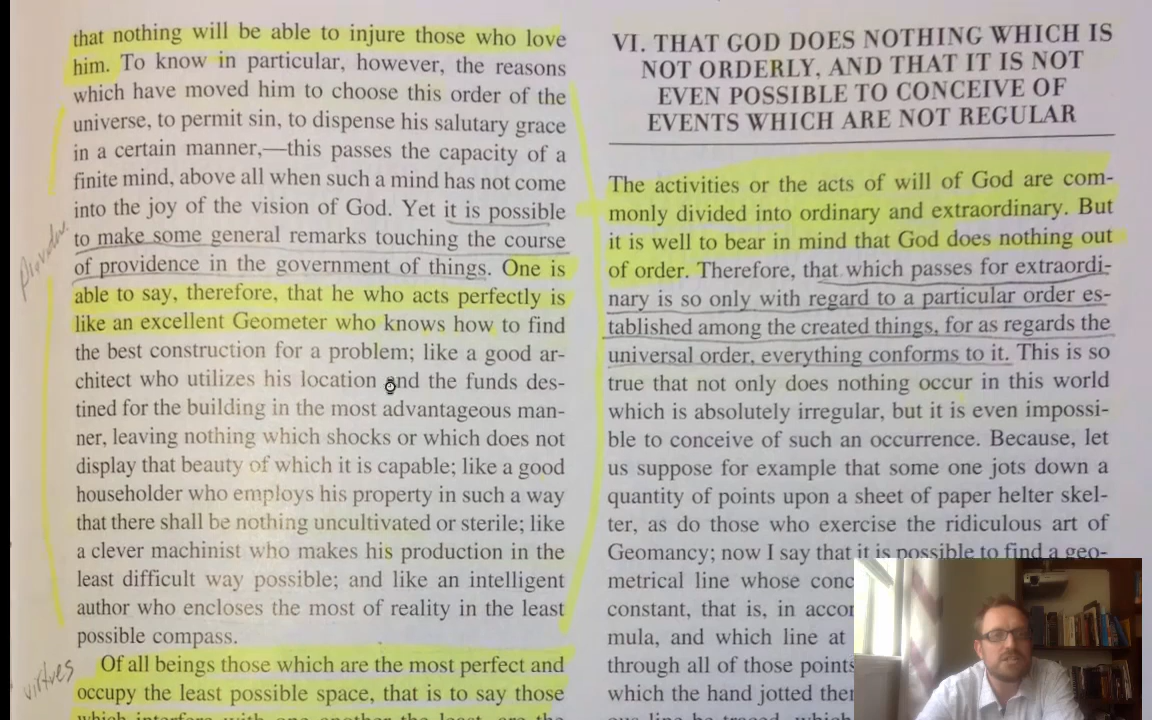 that nothing will be able to injure those who love
him. To know in particular, however, the reasons
which have moved him to choose this order of the
universe, to permit sin, to dispense his salutary grace
in a certain manner,—this passes the capacity of a
finite mind, above all when such a mind has not come
into the joy of the vision of God. Yet it is possible
to make some general remarks touching the course
of providence in the government of things. One is
able to say, therefore, that he who acts perfectly is
like an excellent Geometer who knows how to find
the best construction for a problem; like a good ar-
chitect who utilizes his location and the funds des-
tined for the building in the most advantageous man-
ner, leaving nothing which shocks or which does not
display that beauty of which it is capable; like a good
householder who employs his property in such a way
that there shall be nothing uncultivated or sterile; like
a clever machinist who makes his production in the
least difficult way possible; and like an intelligent
author who encloses the most of reality in the least
possible compass.
virtues
Of all beings those which are the most perfect and
occupy the least possible space, that is to say those
which interfere with one another the least, are the
VI. THAT GOD DOES NOTHING WHICH IS
NOT ORDERLY, AND THAT IT IS NOT
EVEN POSSIBLE TO CONCEIVE OF
EVENTS WHICH ARE NOT REGULAR
The activities or the acts of will of God are com-
monly divided into ordinary and extraordinary. But
it is well to bear in mind that God does nothing out
of order. Therefore, that which passes for extraordi-
nary is so only with regard to a particular order es-
tablished among the created things, for as regards the
universal order, everything conforms to it. This is so
true that not only does nothing occur in this world
which is absolutely irregular, but it is even impossi-
ble to conceive of such an occurrence. Because, let
us suppose for example that some one jots down a
quantity of points upon a sheet of paper helter skel-
ter, as do those who exercise the ridiculous art of
Geomancy; now I say that it is possible to find a geo-
metrical line whose conc
constant, that is, in accor
mula, and which line at
through all of those points
which the hand jotted ther
ous line be traced, which